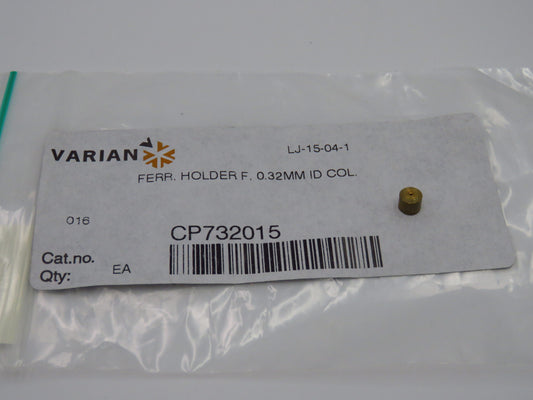 VARIAN
LJ-15-04-1
FERR. HOLDER F. 0.32MM ID COL.
016
CP732015
Cat.no.
Qty: EA